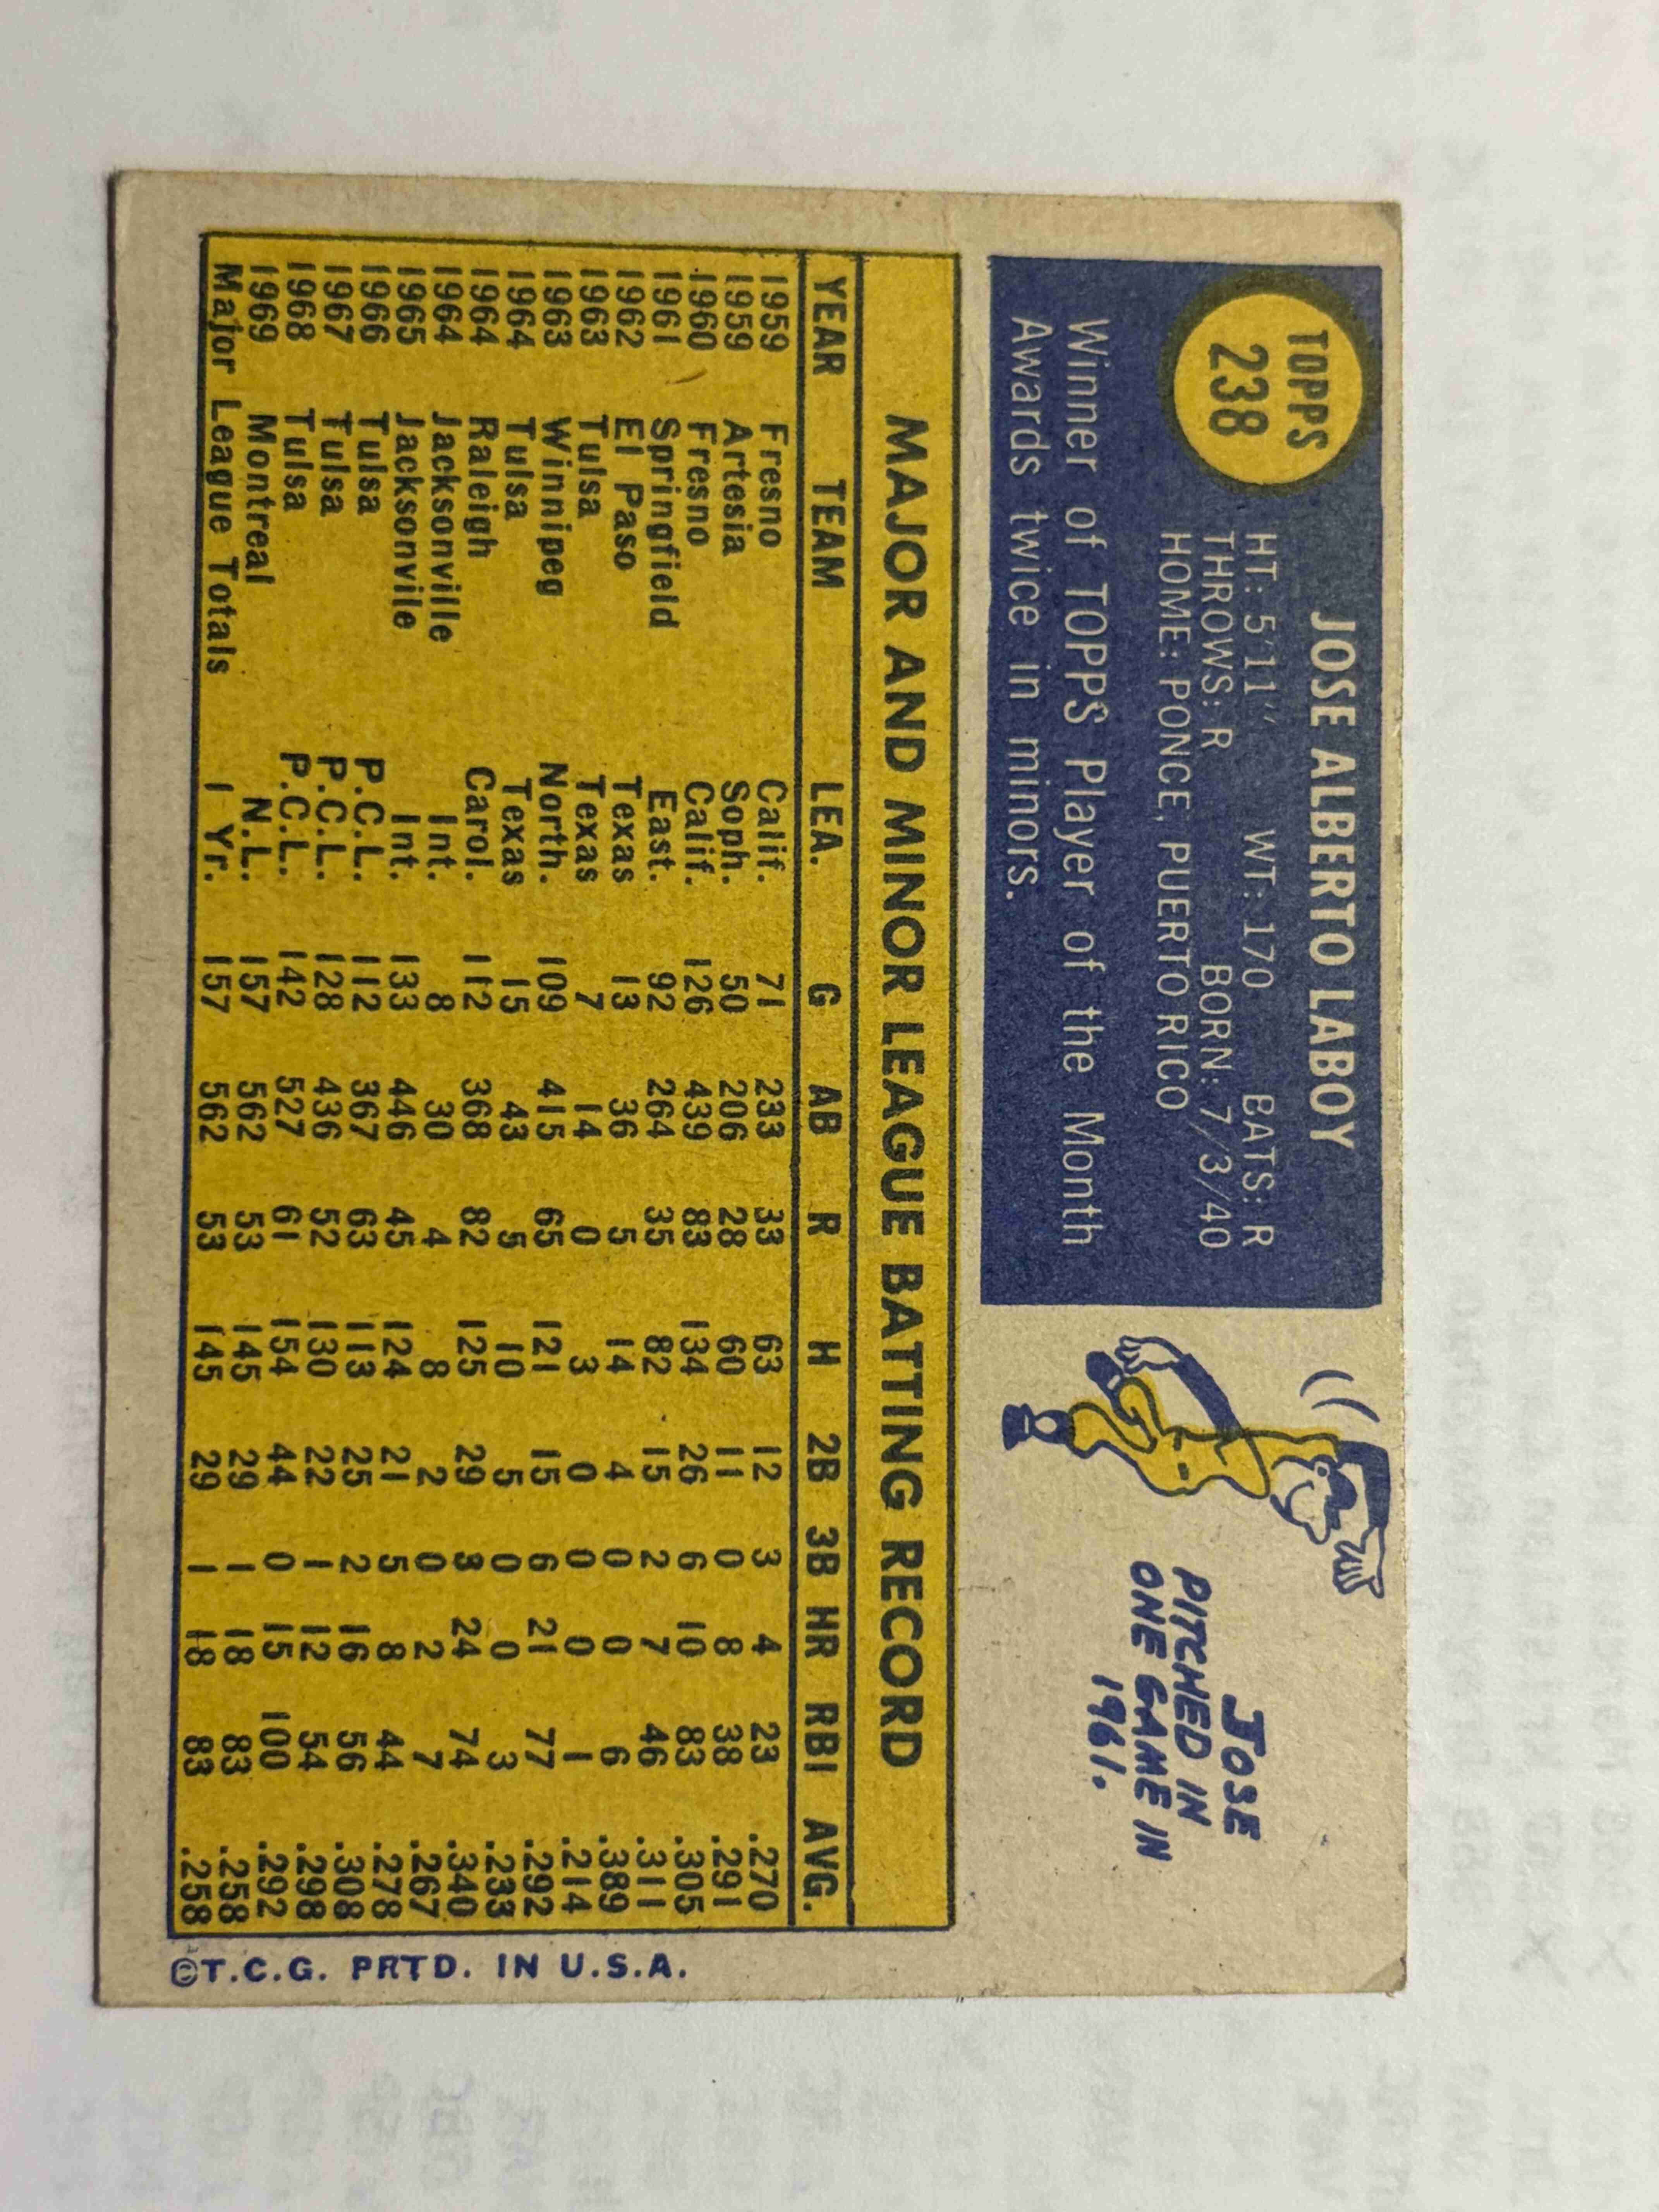 TOPPS
238
JOSE ALBERTO LABOY
HT: 5'11" WT: 170 BATS: R
THROWS: R BORN: 7/3/40
HOME: PONCE, PUERTO RICO
Winner of TOPPS Player of the Month
Awards twice in minors.
JOSE
PITCHED IN
ONE GAME IN
1961.
MAJOR AND MINOR LEAGUE BATTING RECORD
YEAR TEAM LEA. G AB R H 2B 3B HR RBI AVG.
1959 Fresno Calif. 71 233 33 63 12 3 4 23 .270
1959 Artesia Soph. 50 206 28 60 11 0 8 38 .291
1960 Fresno Calif. 126 439 83 134 26 6 10 83 .305
1961 Springfield East. 92 264 35 82 15 2 7 46 .311
1962 El Paso Texas 13 36 5 14 4 0 0 6 .389
1963 Tulsa Texas 7 14 0 3 0 0 0 1 .214
1963 Winnipeg North. 109 415 65 121 15 6 21 77 .292
1964 Tulsa Texas 15 43 5 10 5 0 0 3 .233
1964 Raleigh Carol. 112 368 82 125 29 3 24 74 .340
1964 Jacksonville Int. 8 30 4 8 2 0 2 7 .267
1965 Jacksonvile Int. 133 446 45 124 21 5 8 44 .278
1966 Tulsa P.C.L. 112 367 63 113 25 2 16 56 .308
1967 Tulsa P.C.L. 128 436 52 130 22 1 12 54 .298
1968 Tulsa P.C.L. 142 527 61 154 44 0 15 100 .292
1969 Montreal N.L. 157 562 53 145 29 1 18 83 .258
Major League Totals 1 Yr. 157 562 53 145 29 1 18 83 .258
©T.C.G. PRTD. IN U.S.A.